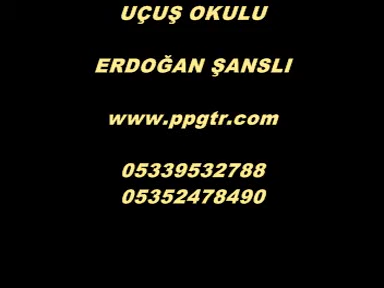 UÇUŞ OKULU
ERDOĞAN ŞANSLI
www.ppgtr.com
05339532788
05352478490